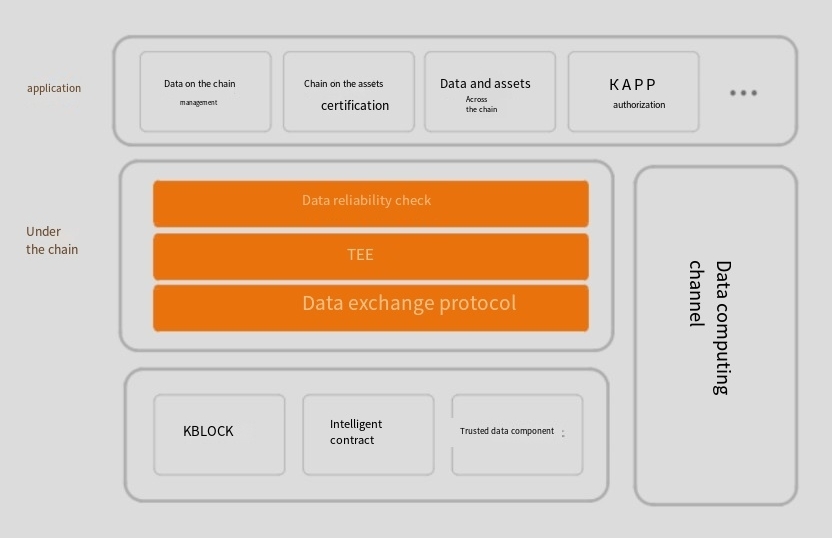 application
Data on the chain
management
Chain on the assets
certification
Data and assets
Across
the chain
KAPP
authorization
Under
the chain
Data reliability check
TEE
Data exchange protocol
Data computing
channel
KBLOCK
Intelligent
contract
Trusted data component :